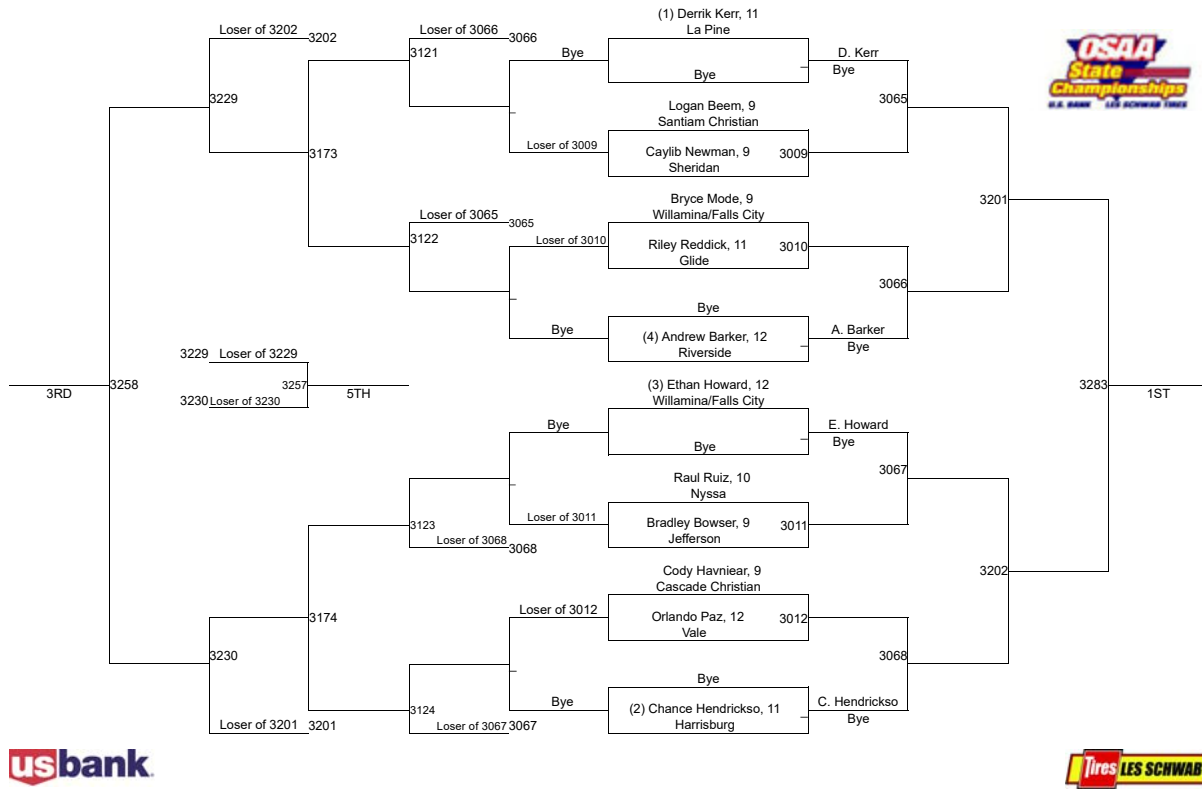 (1) Derrik Kerr, 11
La Pine
Loser of 3202
3202
Loser of 3066
3066
3121
Bye
Bye
D. Kerr
Bye
OSAA
State
Championships
U.S. BANK LES SCHWAB TIRES
3229
3065
Logan Beem, 9
Santiam Christian
Loser of 3009
Caylib Newman, 9
3009
Sheridan
3173
Bryce Mode, 9
Willamina/Falls City
3201
Loser of 3065
3065
3122
Loser of 3010
Riley Reddick, 11
3010
Glide
3066
Bye
Bye
(4) Andrew Barker, 12
Riverside
A. Barker
Bye
3229
Loser of 3229
3RD
3258
3257
5TH
3230
Loser of 3230
(3) Ethan Howard, 12
Willamina/Falls City
3283
1ST
Bye
Bye
E. Howard
Bye
3067
Raul Ruiz, 10
Nyssa
3123
Loser of 3011
Bradley Bowser, 9
3011
Jefferson
Loser of 3068
3068
Cody Havniear, 9
Cascade Christian
3202
3174
Loser of 3012
Orlando Paz, 12
3012
Vale
3230
3068
Bye
Bye
(2) Chance Hendrickso, 11
Harrisburg
C. Hendrickso
Bye
3124
Loser of 3201
3201
Loser of 3067
3067
usbank
Tires LES SCHWAB